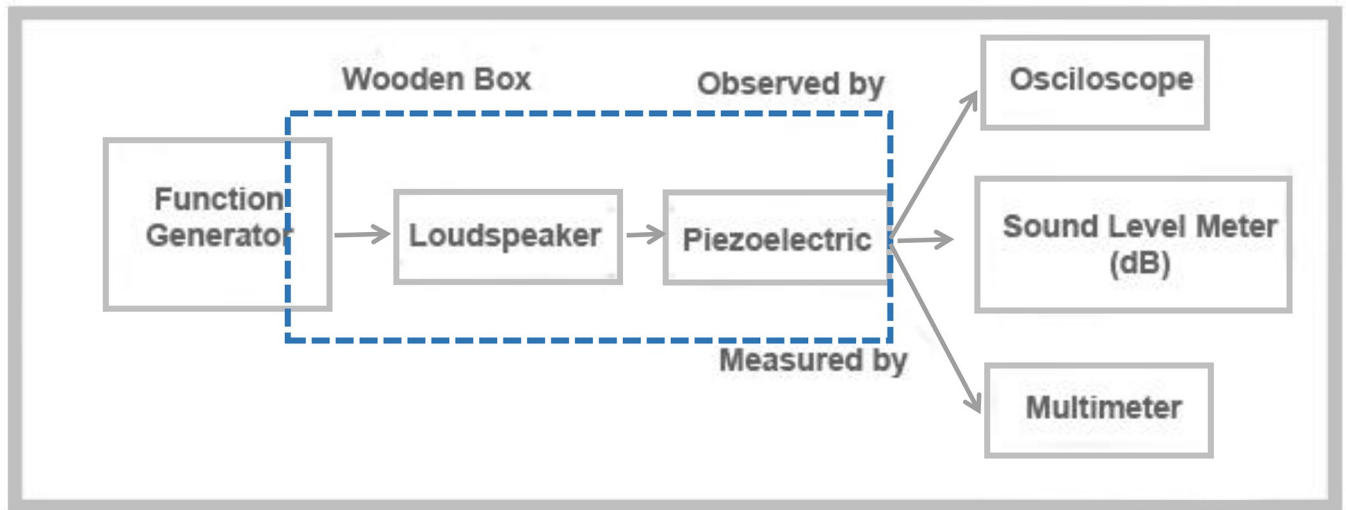 Wooden Box
Observed by
Osciloscope
Function
Generator
Loudspeaker
Piezoelectric
Sound Level Meter
(dB)
Measured by
Multimeter